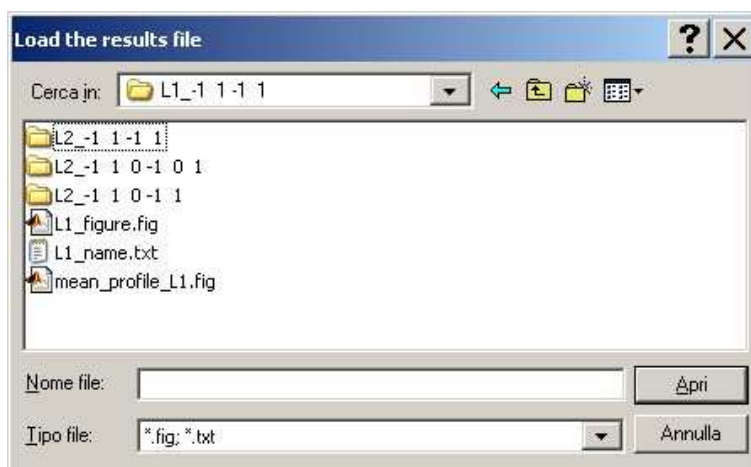 Load the results file
Cerca in: L1_-1 1 -1 1
L2_-1 1 -1 1
L2_-1 1 0 -1 0 1
L2_-1 1 0 -1 1
L1_figure.fig
L1_name.txt
mean_profile_L1.fig
Nome file: Apri
Tipo file: *.fig; *.txt Annulla